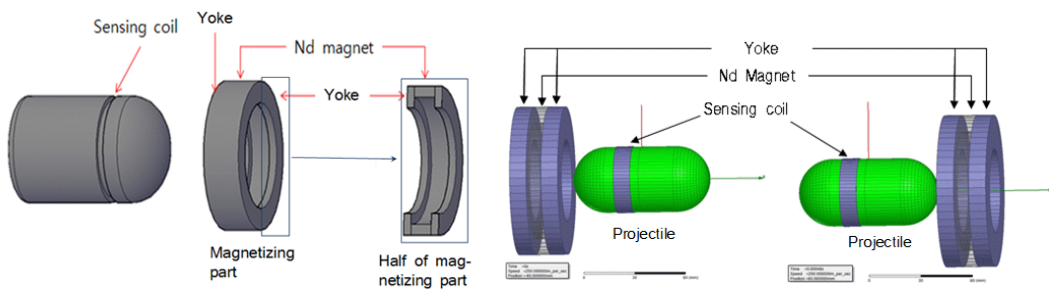 Yoke
Sensing coil
Nd magnet
Yoke
Magnetizing
part
Half of mag-
netizing part
Yoke
Nd Magnet
Sensing coil
Projectile
Projectile